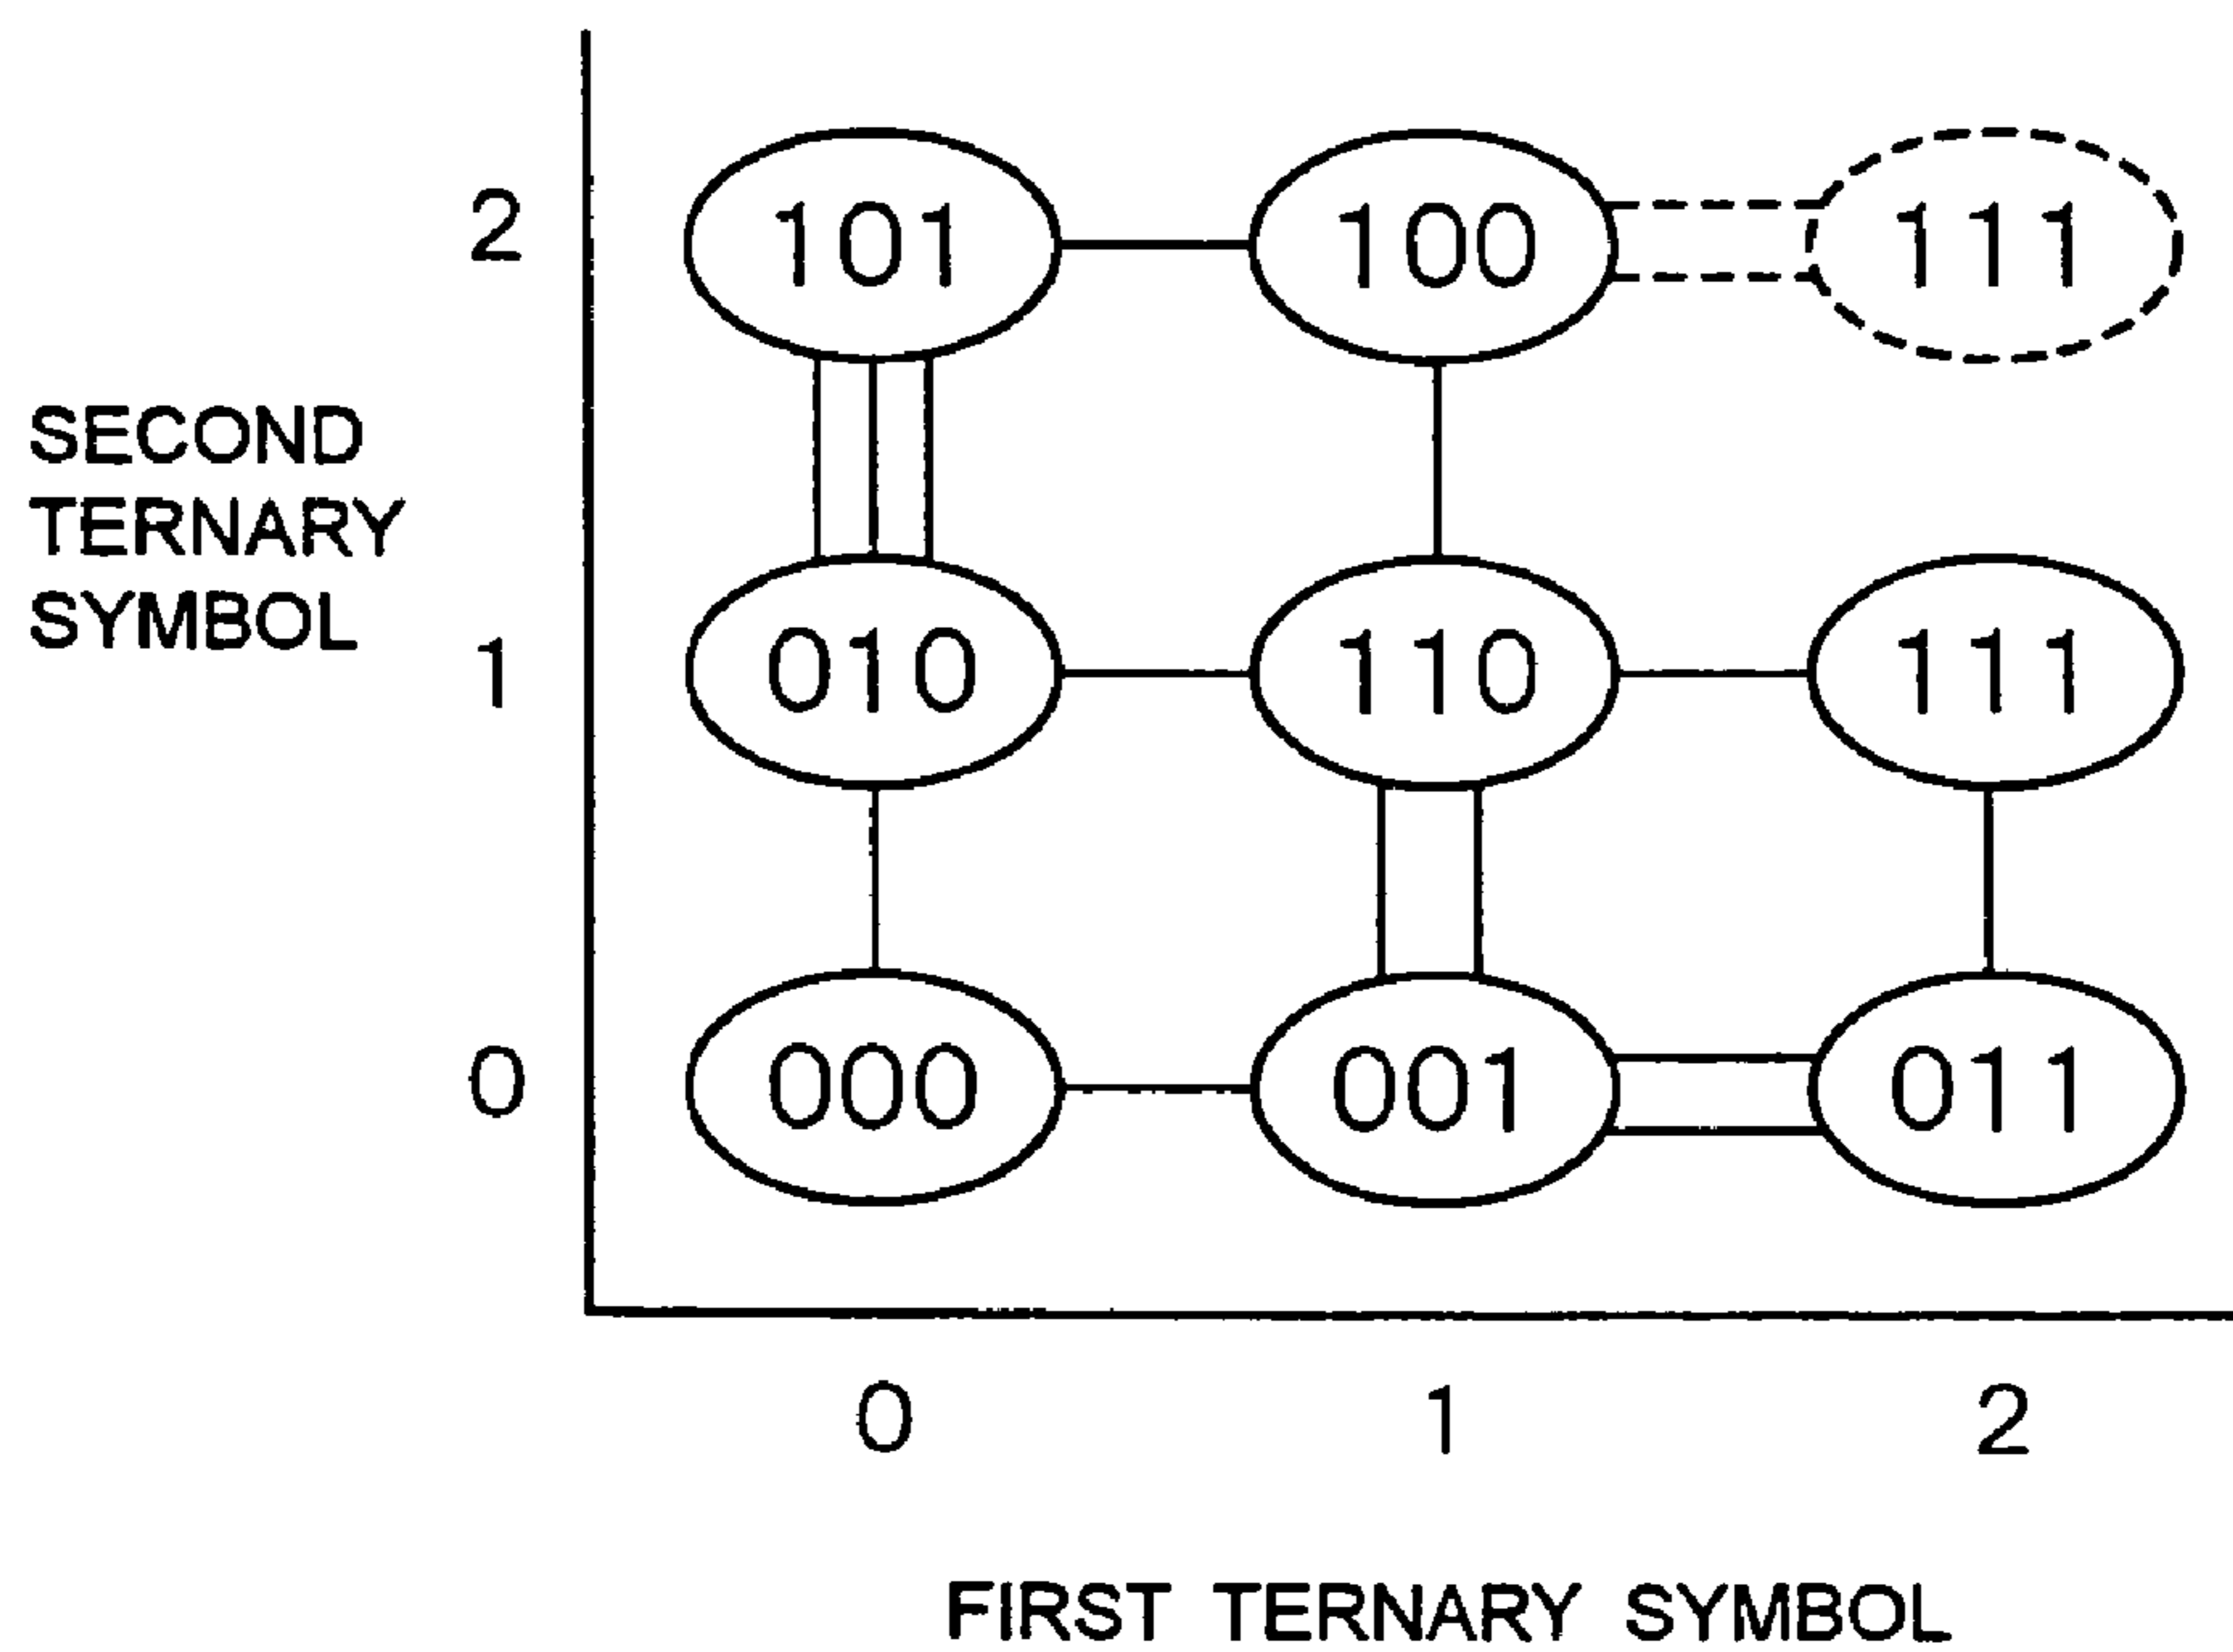 2 101 100 111
SECOND
TERNARY
SYMBOL
1 010 110 111
0 000 001 011
0 1 2
FIRST TERNARY SYMBOL